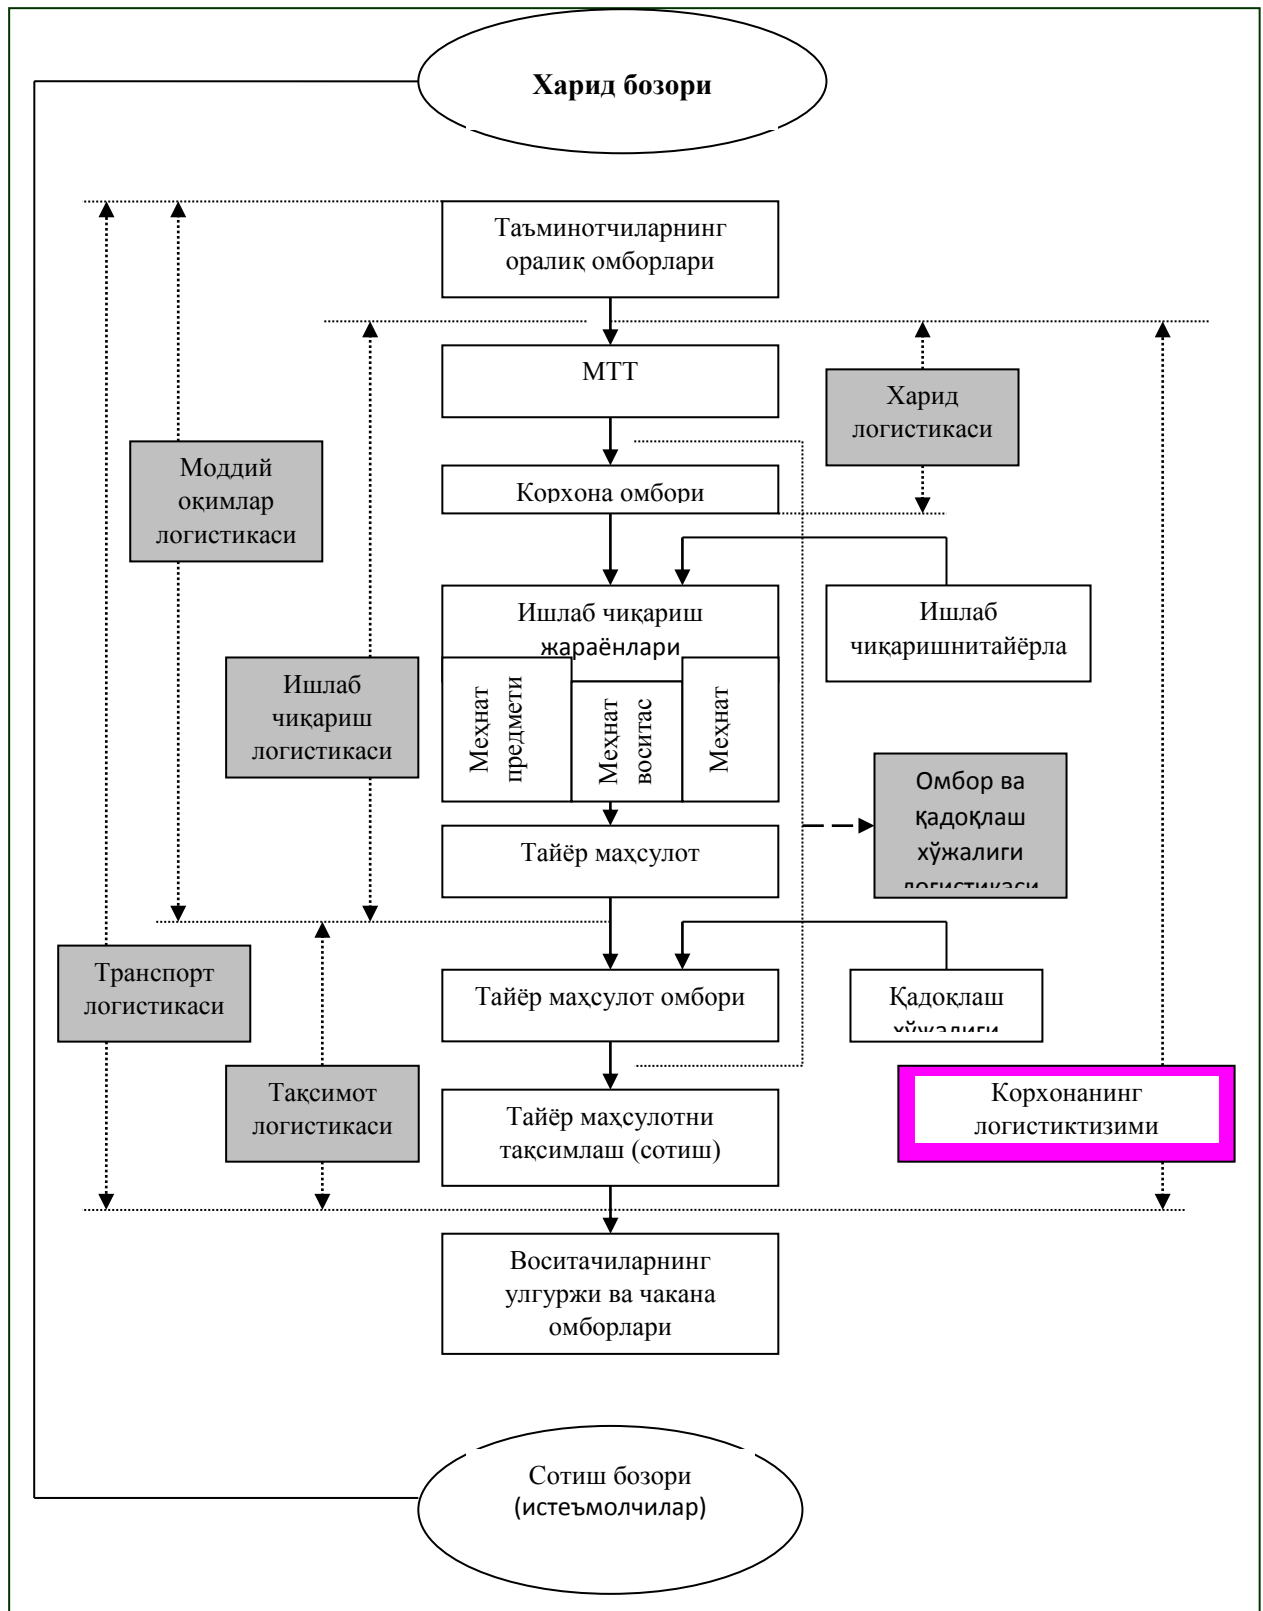 Харид бозори
Таъминотчиларнинг
оралиқ омборлари
МТТ
Харид
логистикаси
Моддий
оқимлар
логистикаси
Корхона омбори
Ишлаб чиқариш
жараёнлари
Ишлаб
чиқаришнитайёрла
Ишлаб
чиқариш
логистикаси
Меҳнат
предмети
Меҳнат
воситас
Меҳнат
Омбор ва
қадоқлаш
хўжалиги
логистикаси
Тайёр маҳсулот
Транспорт
логистикаси
Тайёр маҳсулот омбори
Қадоқлаш
хўжалиги
Тақсимот
логистикаси
Тайёр маҳсулотни
тақсимлаш (сотиш)
Корхонанинг
логистиктизими
Воситачиларнинг
улгуржи ва чакана
омборлари
Сотиш бозори
(истеъмолчилар)